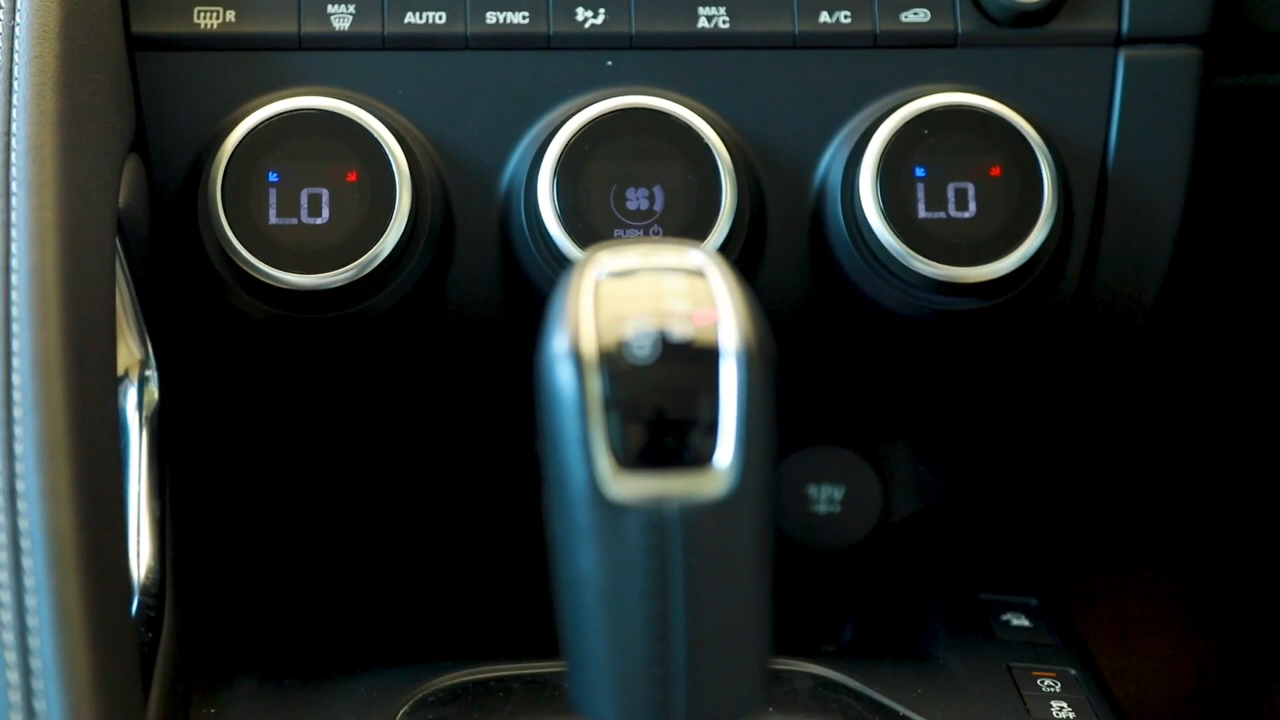 R MAX AUTO SYNC MAX A/C A/C
LO LO
PUSH
12V
OFF
OFF